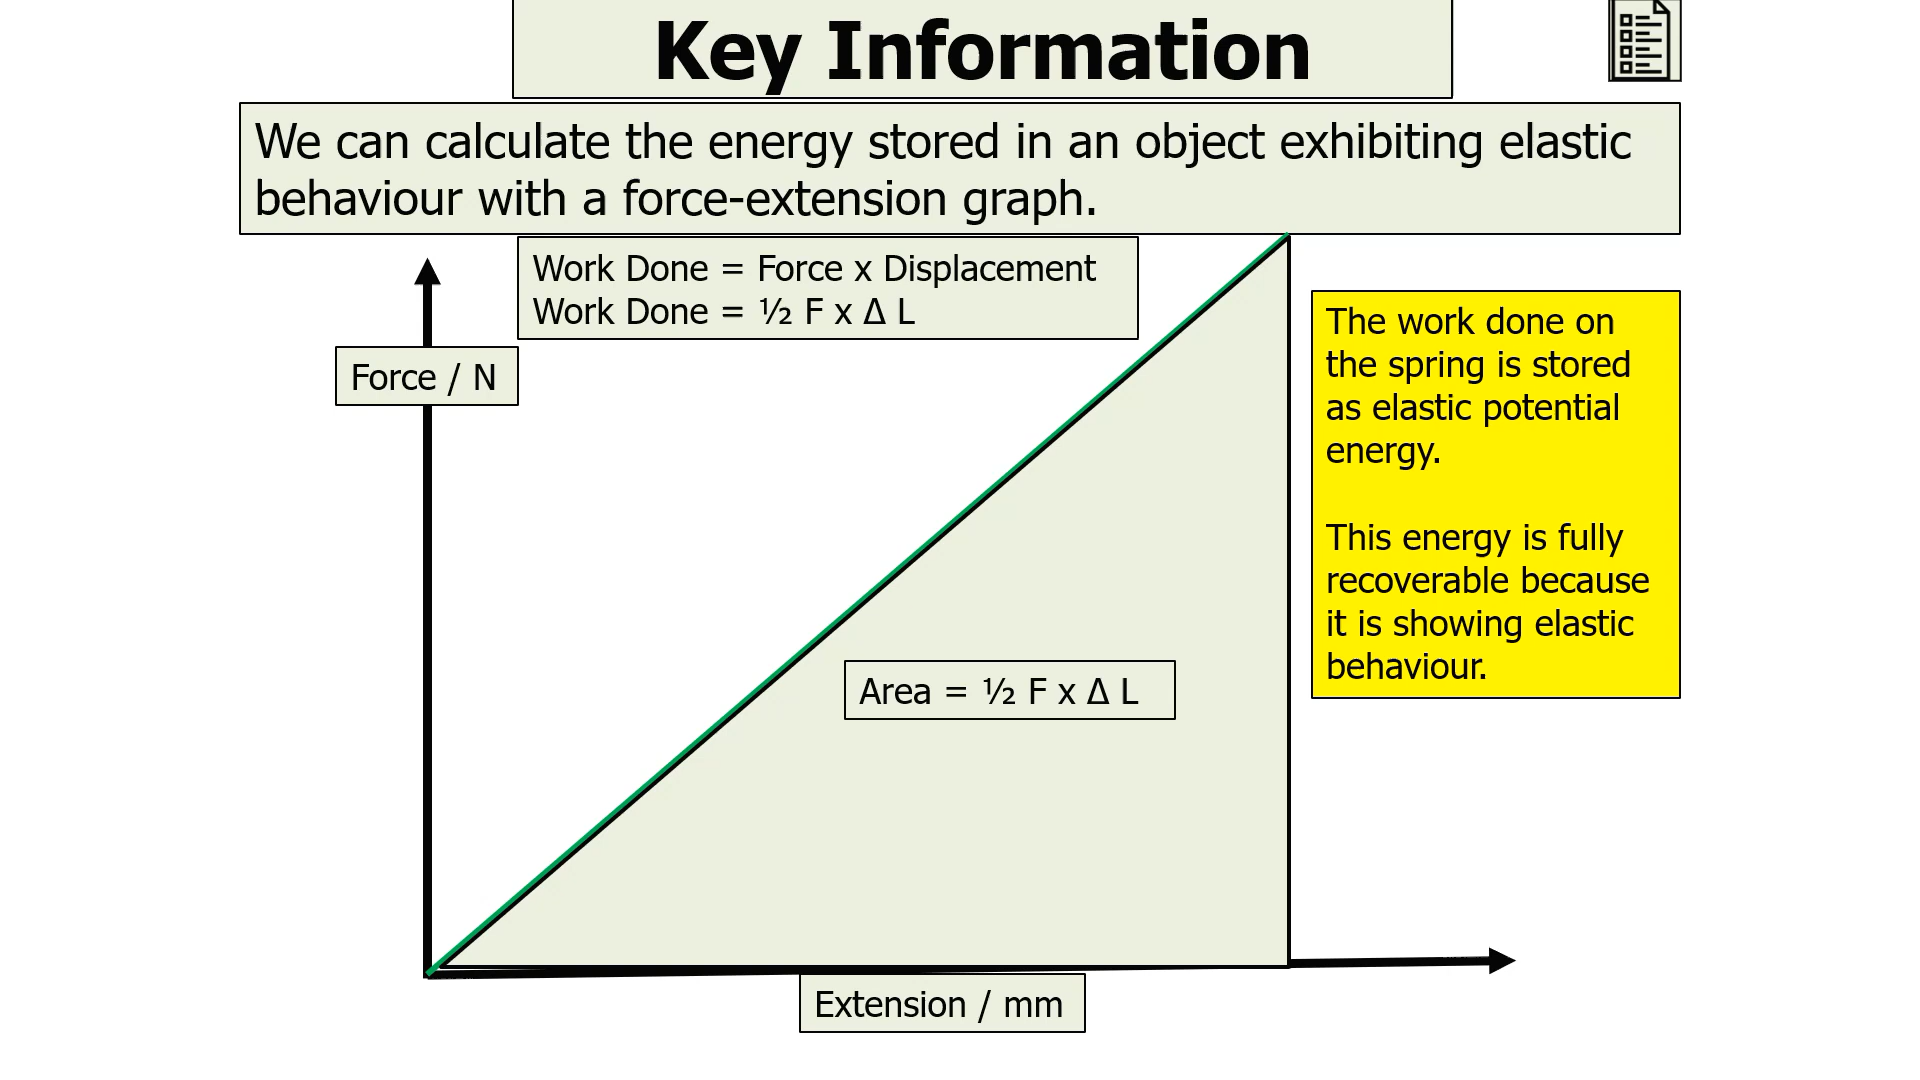 Key Information
We can calculate the energy stored in an object exhibiting elastic
behaviour with a force-extension graph.
Work Done = Force x Displacement
Work Done = ½ F x Δ L
Force / N
The work done on
the spring is stored
as elastic potential
energy.
This energy is fully
recoverable because
it is showing elastic
behaviour.
Area = ½ F x Δ L
Extension / mm